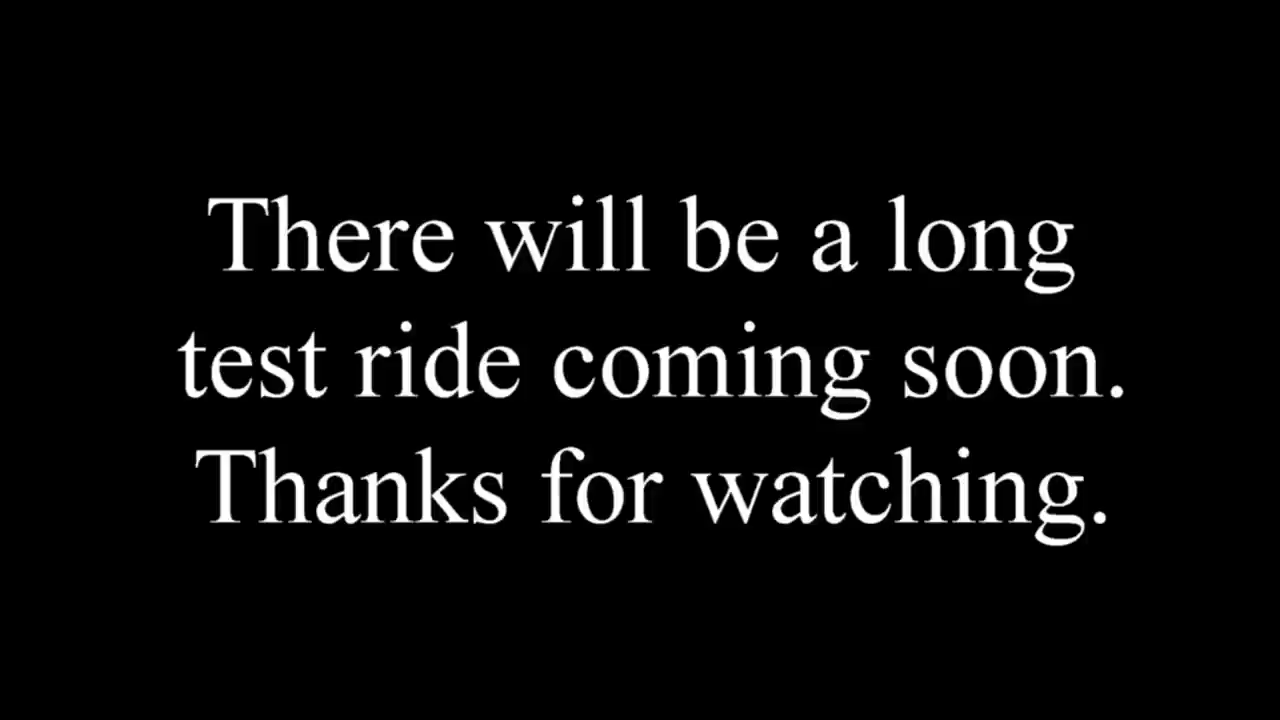 There will be a long
test ride coming soon.
Thanks for watching.